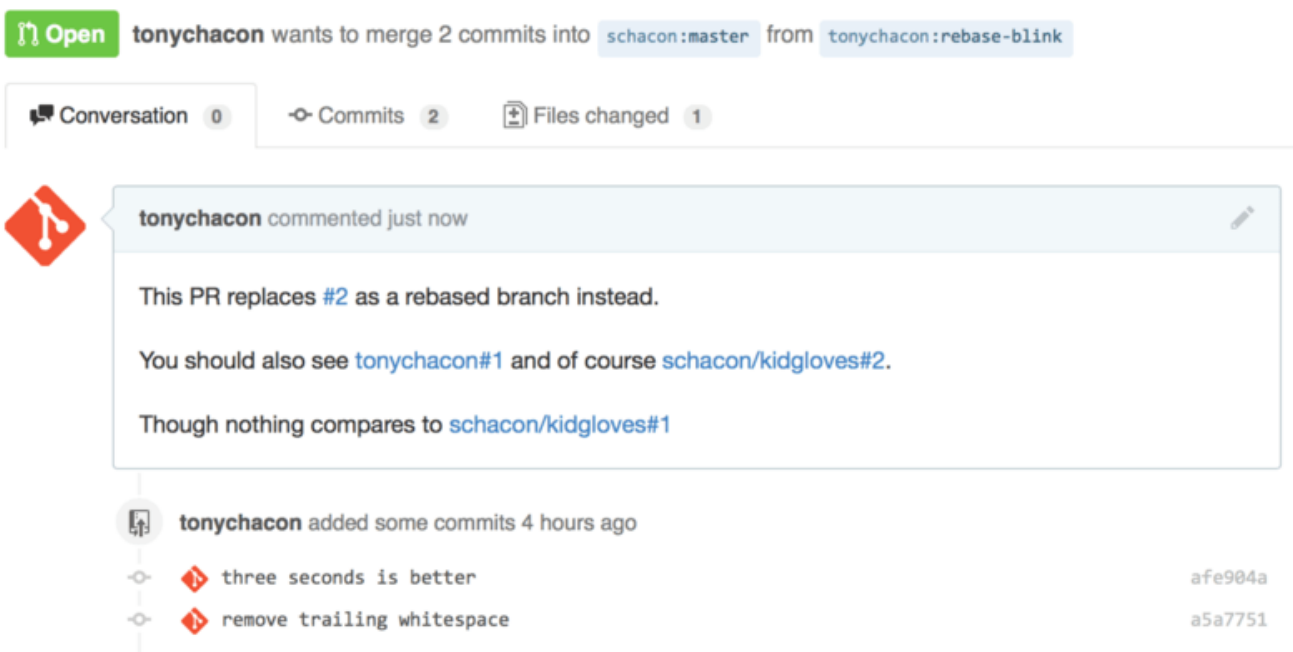 Open tonychacon wants to merge 2 commits into schacon:master from tonychacon:rebase-blink
Conversation 0 Commits 2 Files changed 1
tonychacon commented just now
This PR replaces #2 as a rebased branch instead.
You should also see tonychacon#1 and of course schacon/kidgloves#2.
Though nothing compares to schacon/kidgloves#1
tonychacon added some commits 4 hours ago
three seconds is better afe904a
remove trailing whitespace a5a7751